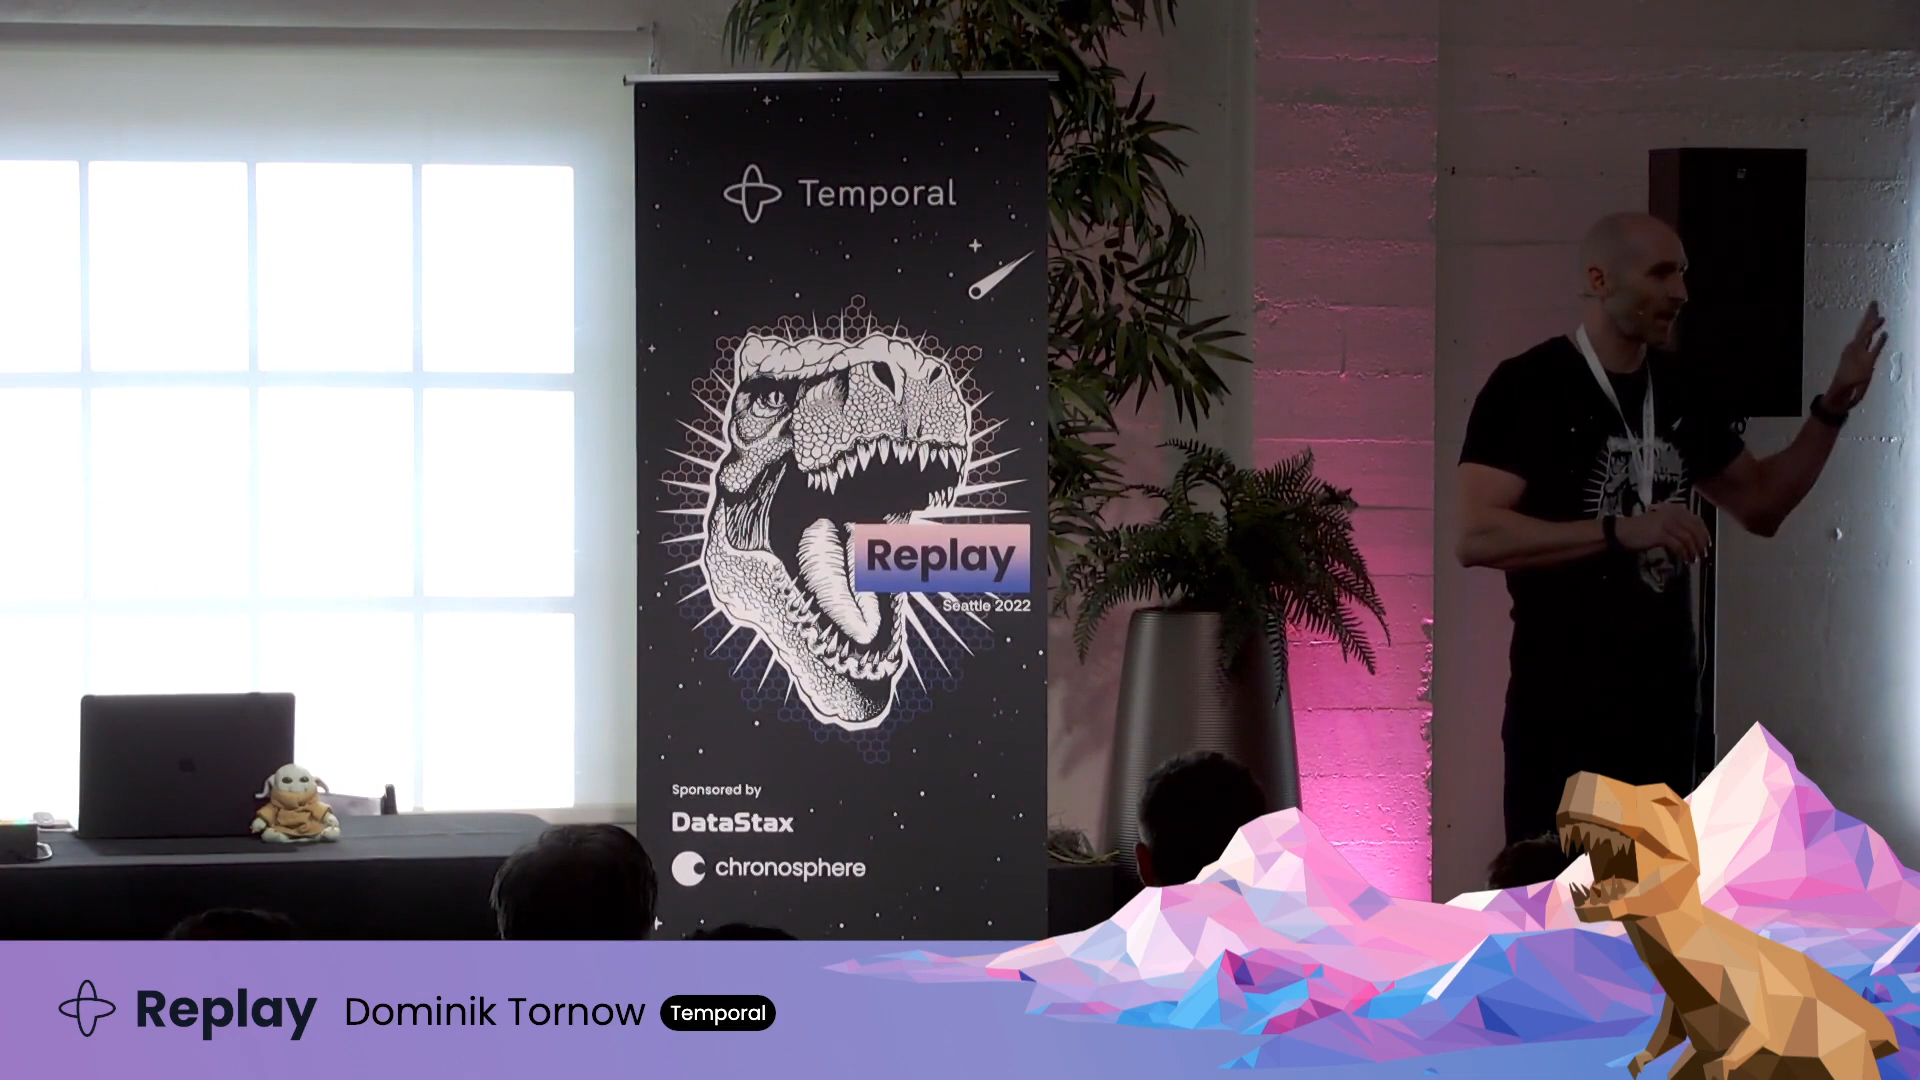 Temporal
Replay
Seattle 2022
Sponsored by
DataStax
chronosphere
Replay Dominik Tornow Temporal